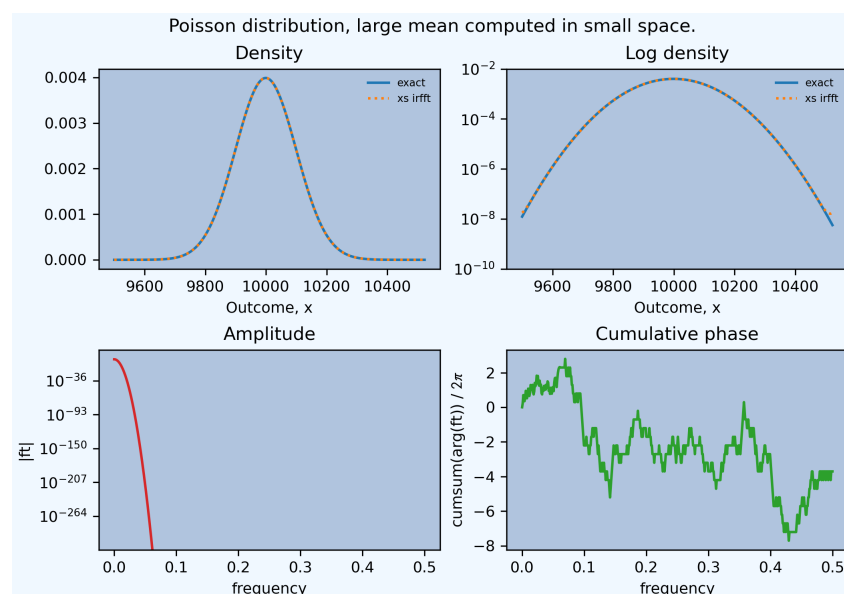 Poisson distribution, large mean computed in small space.
Density
0.004
0.003
0.002
0.001
0.000
exact
xs irfft
9600 9800 10000 10200 10400
Outcome, x
Log density
10⁻²
10⁻⁴
10⁻⁶
10⁻⁸
10⁻¹⁰
exact
xs irfft
9600 9800 10000 10200 10400
Outcome, x
Amplitude
|ft|
10⁻³⁶
10⁻⁹³
10⁻¹⁵⁰
10⁻²⁰⁷
10⁻²⁶⁴
0.0 0.1 0.2 0.3 0.4 0.5
frequency
Cumulative phase
cumsum(arg(ft)) / 2π
2
0
−2
−4
−6
−8
0.0 0.1 0.2 0.3 0.4 0.5
frequency